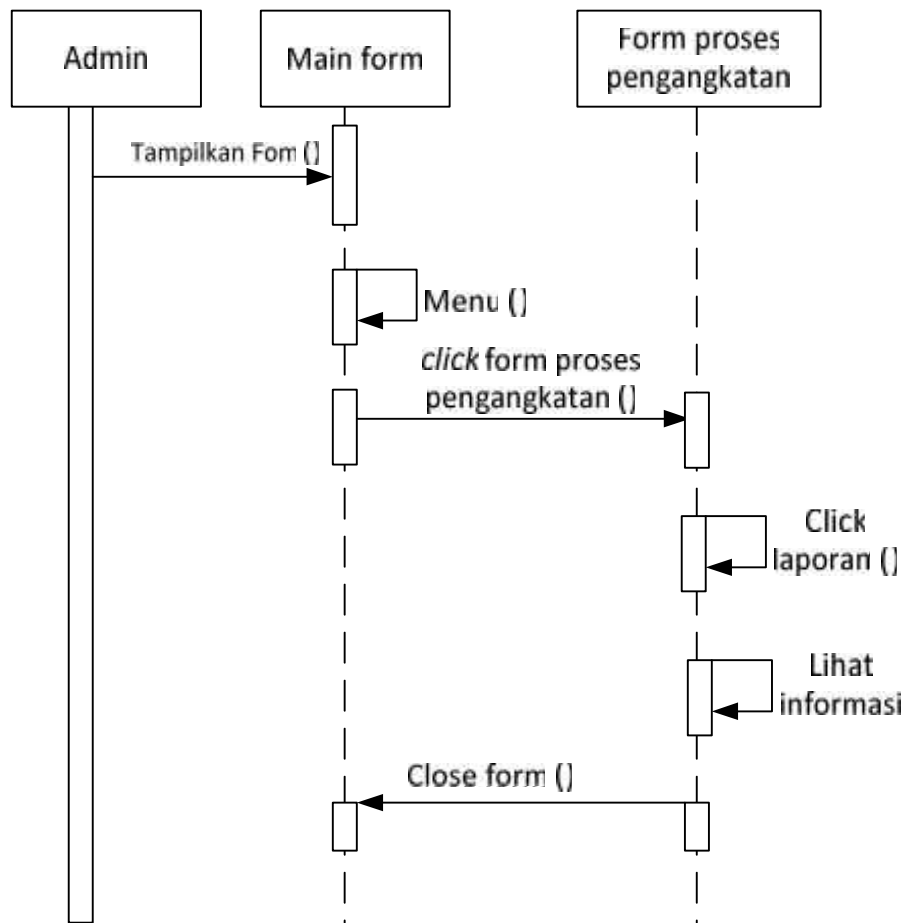 Admin
Main form
Form proses
pengangkatan
Tampilkan Fom ()
Menu ()
click form proses
pengangkatan ()
Click
laporan ()
Lihat
informasi
Close form ()